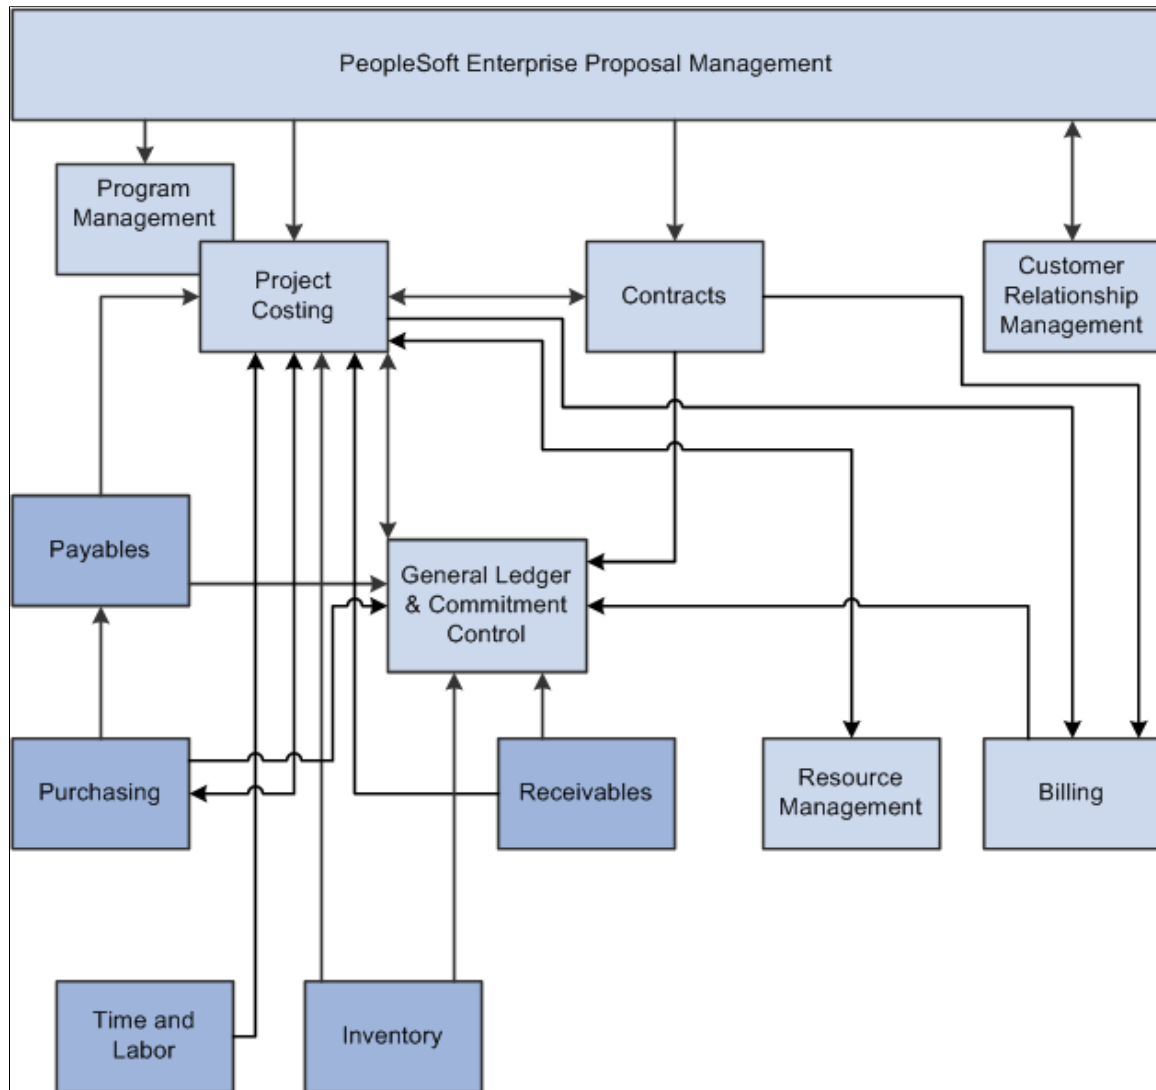 PeopleSoft Enterprise Proposal Management
Program
Management
Project
Costing
Contracts
Customer
Relationship
Management
Payables
General Ledger
& Commitment
Control
Purchasing
Receivables
Resource
Management
Billing
Time and
Labor
Inventory